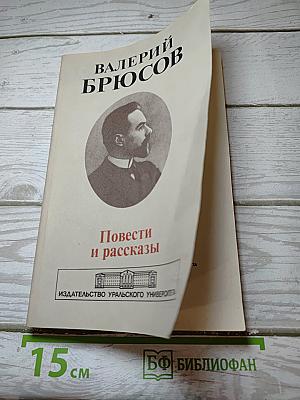 ВАЛЕРИЙ
БРЮСОВ
Повести
и рассказы
ИЗДАТЕЛЬСТВО УРАЛЬСКОГО УНИВЕРСИТЕТА
15 см
БФ БИБЛИОФАН